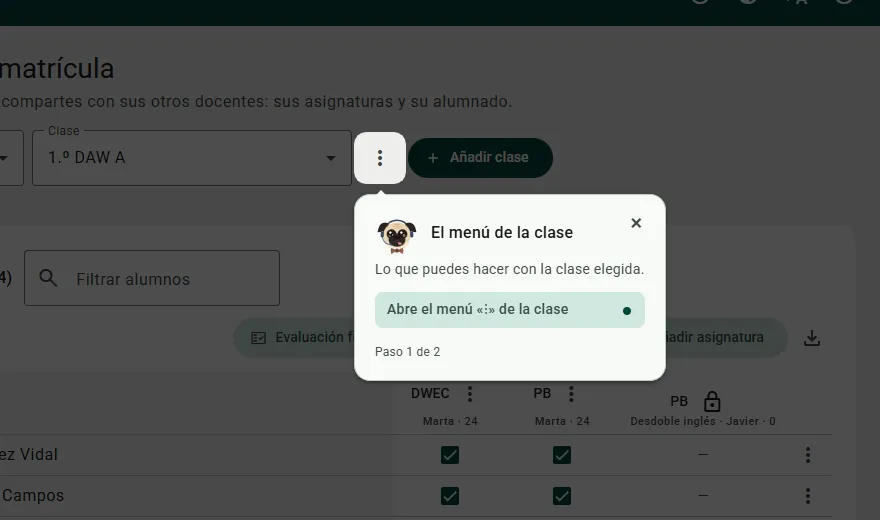 matrícula
compartes con sus otros docentes: sus asignaturas y su alumnado.
Clase
1.º DAW A
+ Añadir clase
El menú de la clase
Lo que puedes hacer con la clase elegida.
Abre el menú «⋮» de la clase
Paso 1 de 2
4)
Filtrar alumnos
Evaluación f
adir asignatura
DWEC
PB
PB
Marta · 24
Marta · 24
Desdoble inglés · Javier · 0
ez Vidal
–
Campos
–